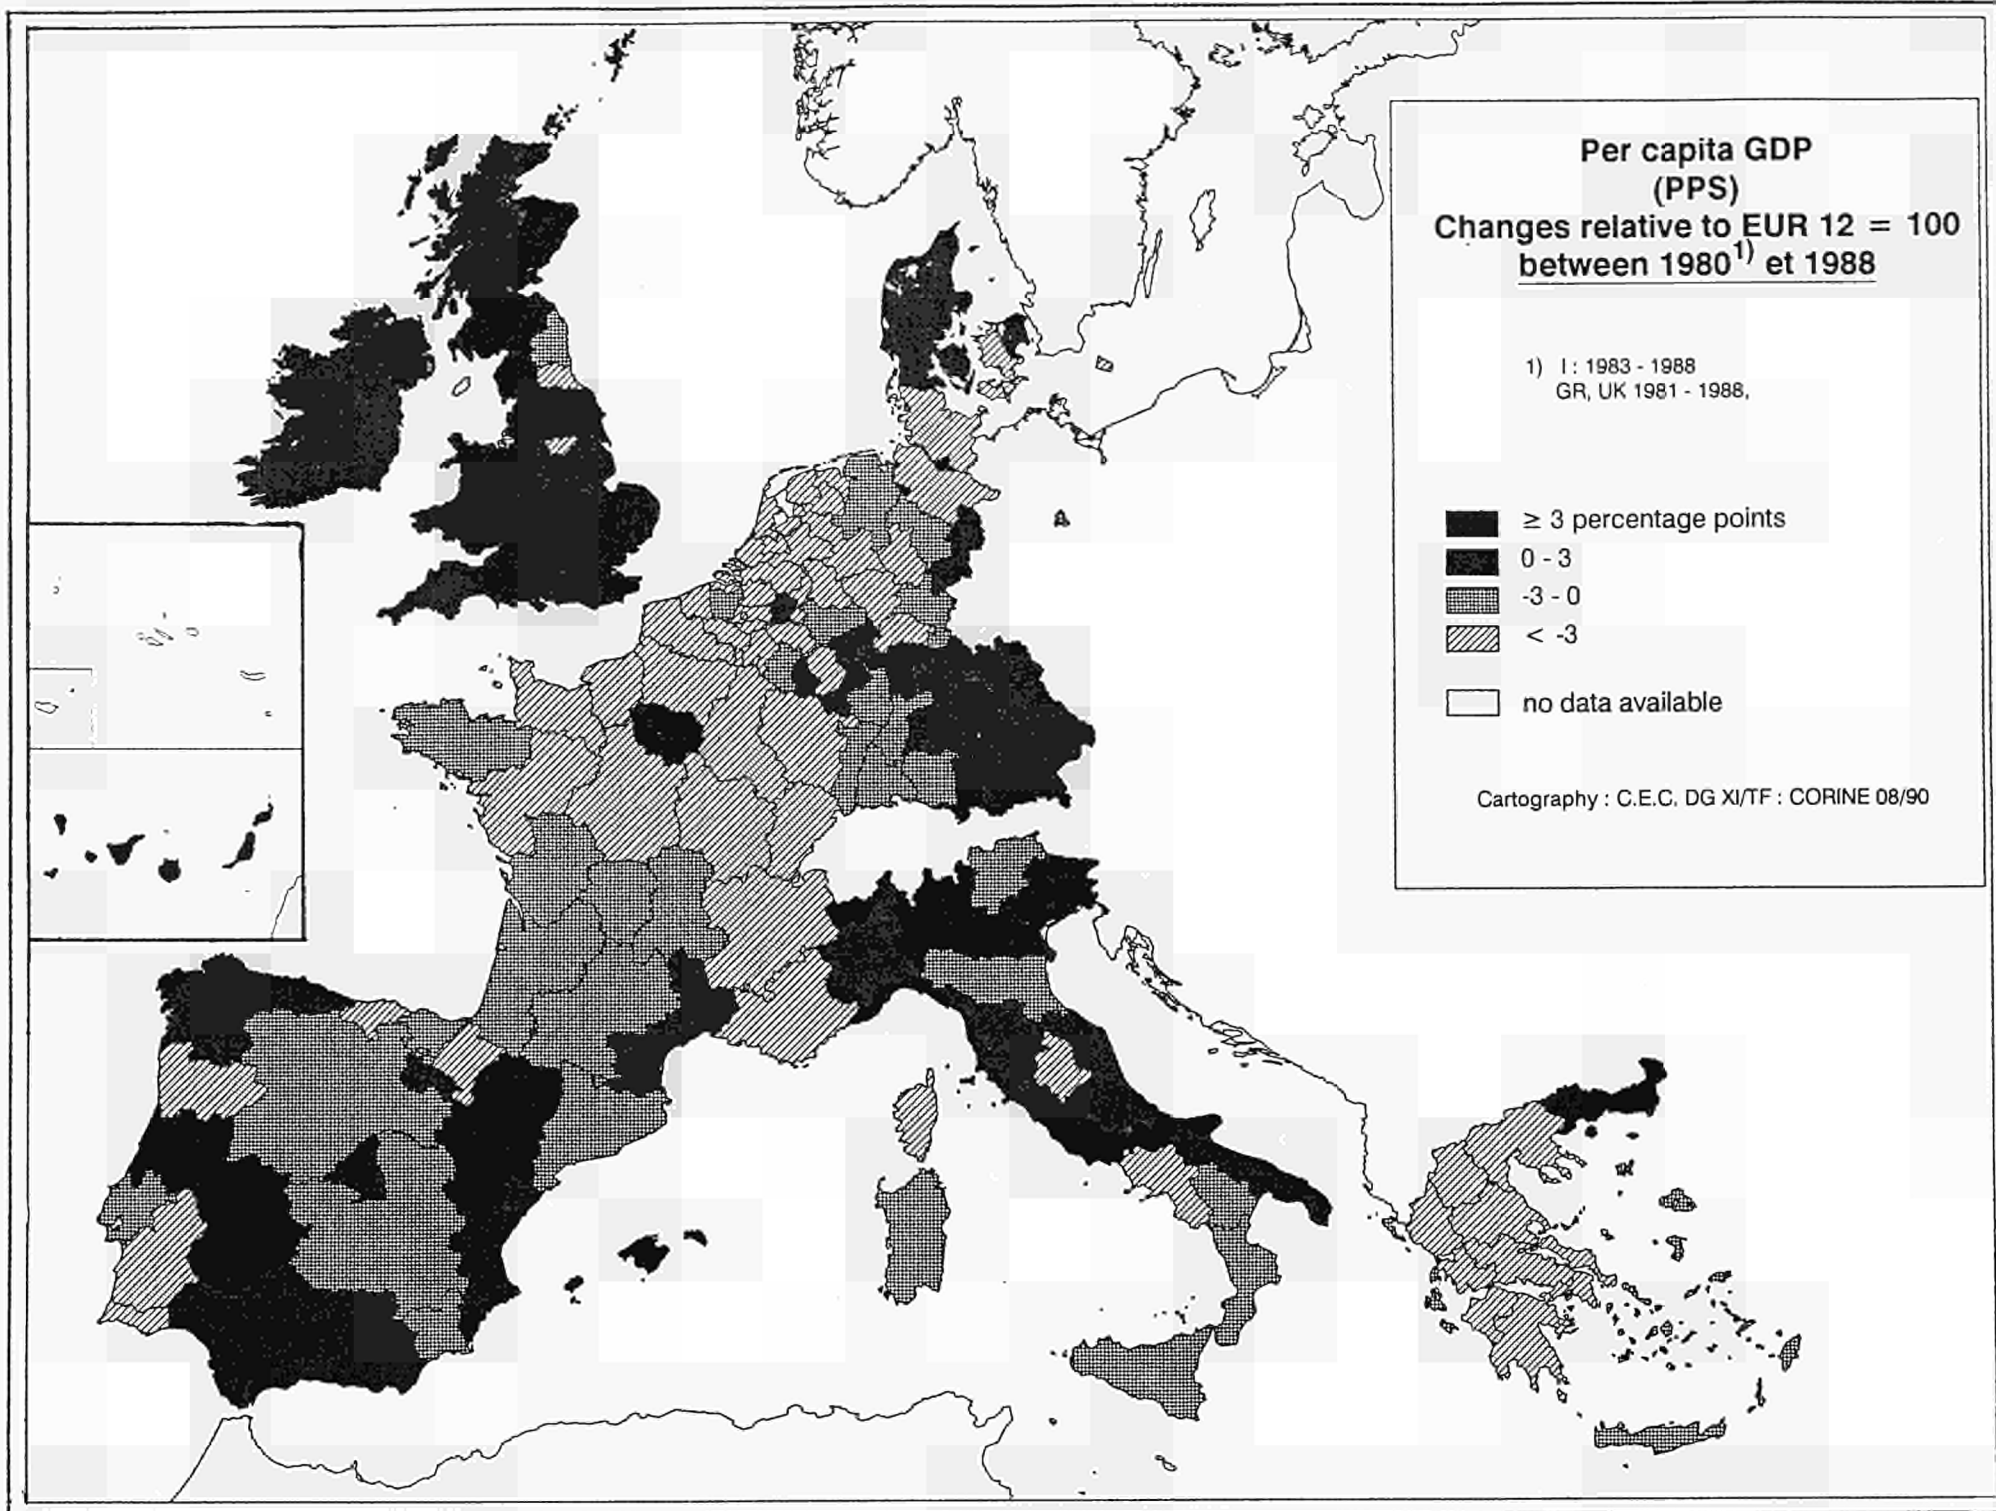 Per capita GDP
(PPS)
Changes relative to EUR 12 = 100
between 1980 1) et 1988
1) I : 1983 - 1988
GR, UK 1981 - 1988,
≥ 3 percentage points
0 - 3
-3 - 0
< -3
no data available
Cartography : C.E.C. DG XI/TF : CORINE 08/90